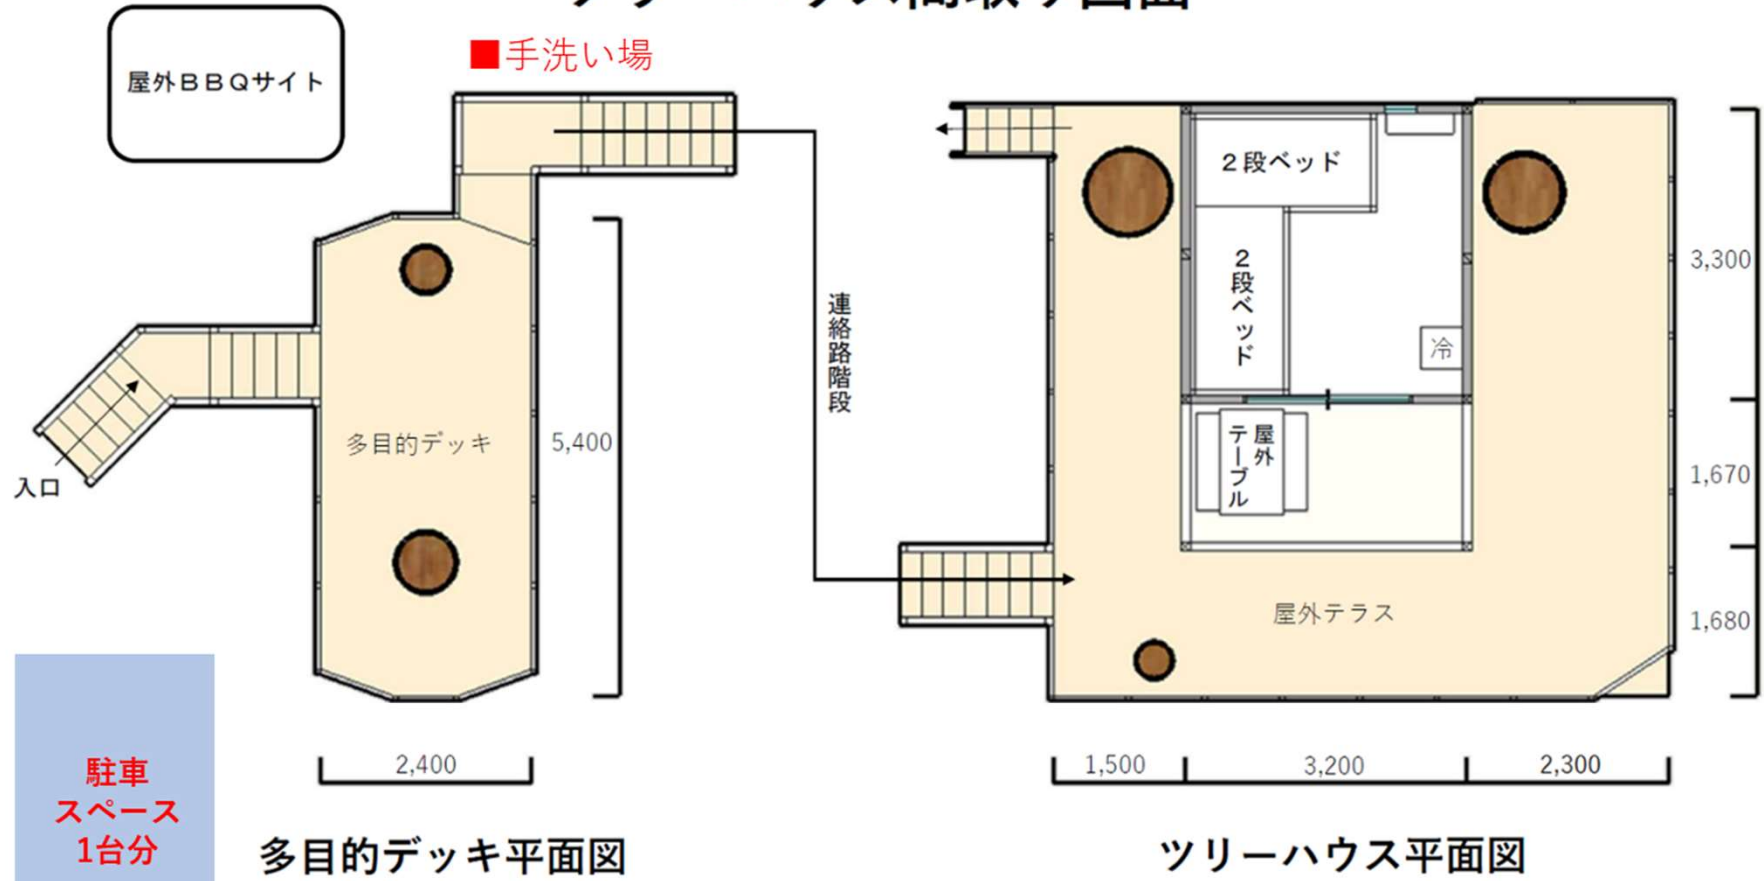 屋外BBQサイト
■手洗い場
2段ベッド
2段ベッド
冷
3,300
連絡路階段
多目的デッキ
5,400
屋外
テーブル
1,670
入口
屋外テラス
1,680
駐車
スペース
1台分
2,400
1,500
3,200
2,300
多目的デッキ平面図
ツリーハウス平面図